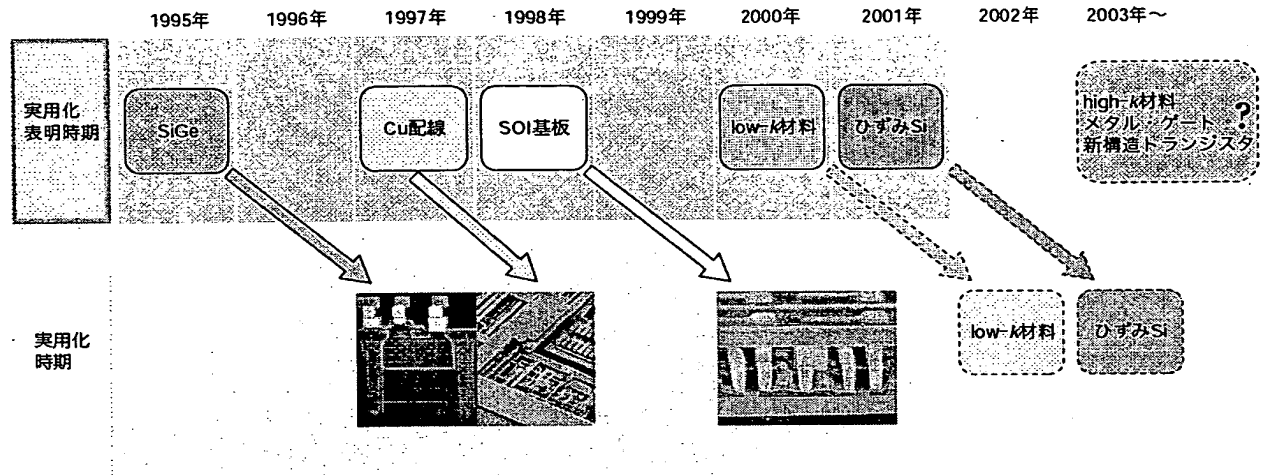 1995年 1996年 1997年 1998年 1999年 2000年 2001年 2002年 2003年～
実用化
表明時期
SiGe
Cu配線
SOI基板
low-k材料
ひずみSi
high-k材料
メタル・ゲート
新構造トランジスタ
?
実用化
時期
low-k材料
ひずみSi